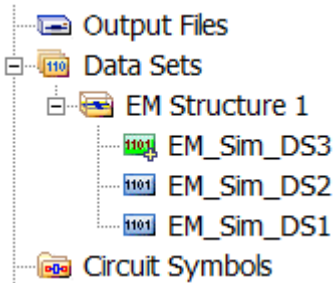 Output Files
Data Sets
EM Structure 1
EM_Sim_DS3
EM_Sim_DS2
EM_Sim_DS1
Circuit Symbols